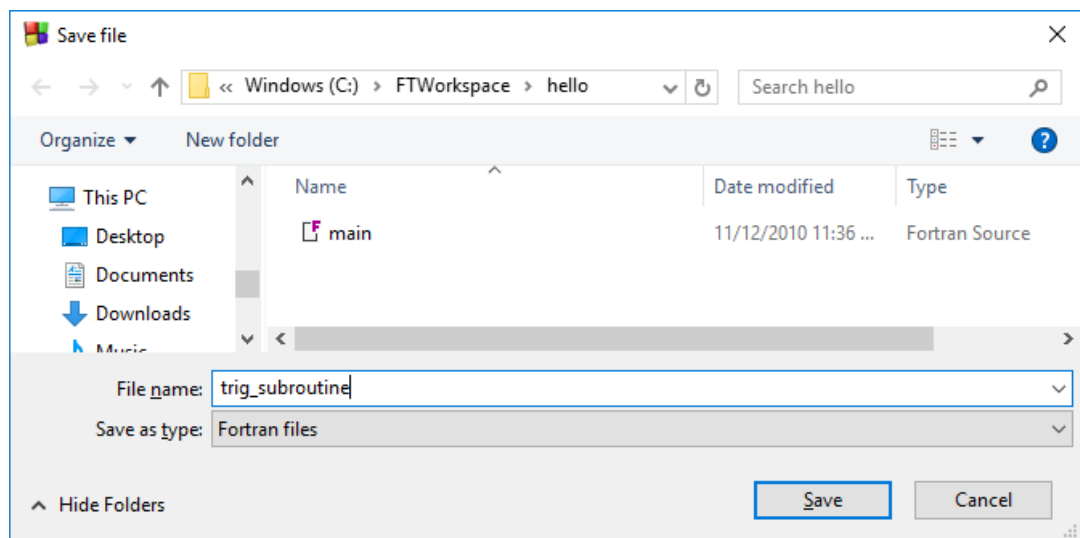 Save file
« Windows (C:) > FTWorkspace > hello
Search hello
Organize
New folder
?
Name
Date modified
Type
This PC
Desktop
Documents
Downloads
Music
main
11/12/2010 11:36 ...
Fortran Source
File name: trig_subroutine
Save as type: Fortran files
Hide Folders
Save
Cancel